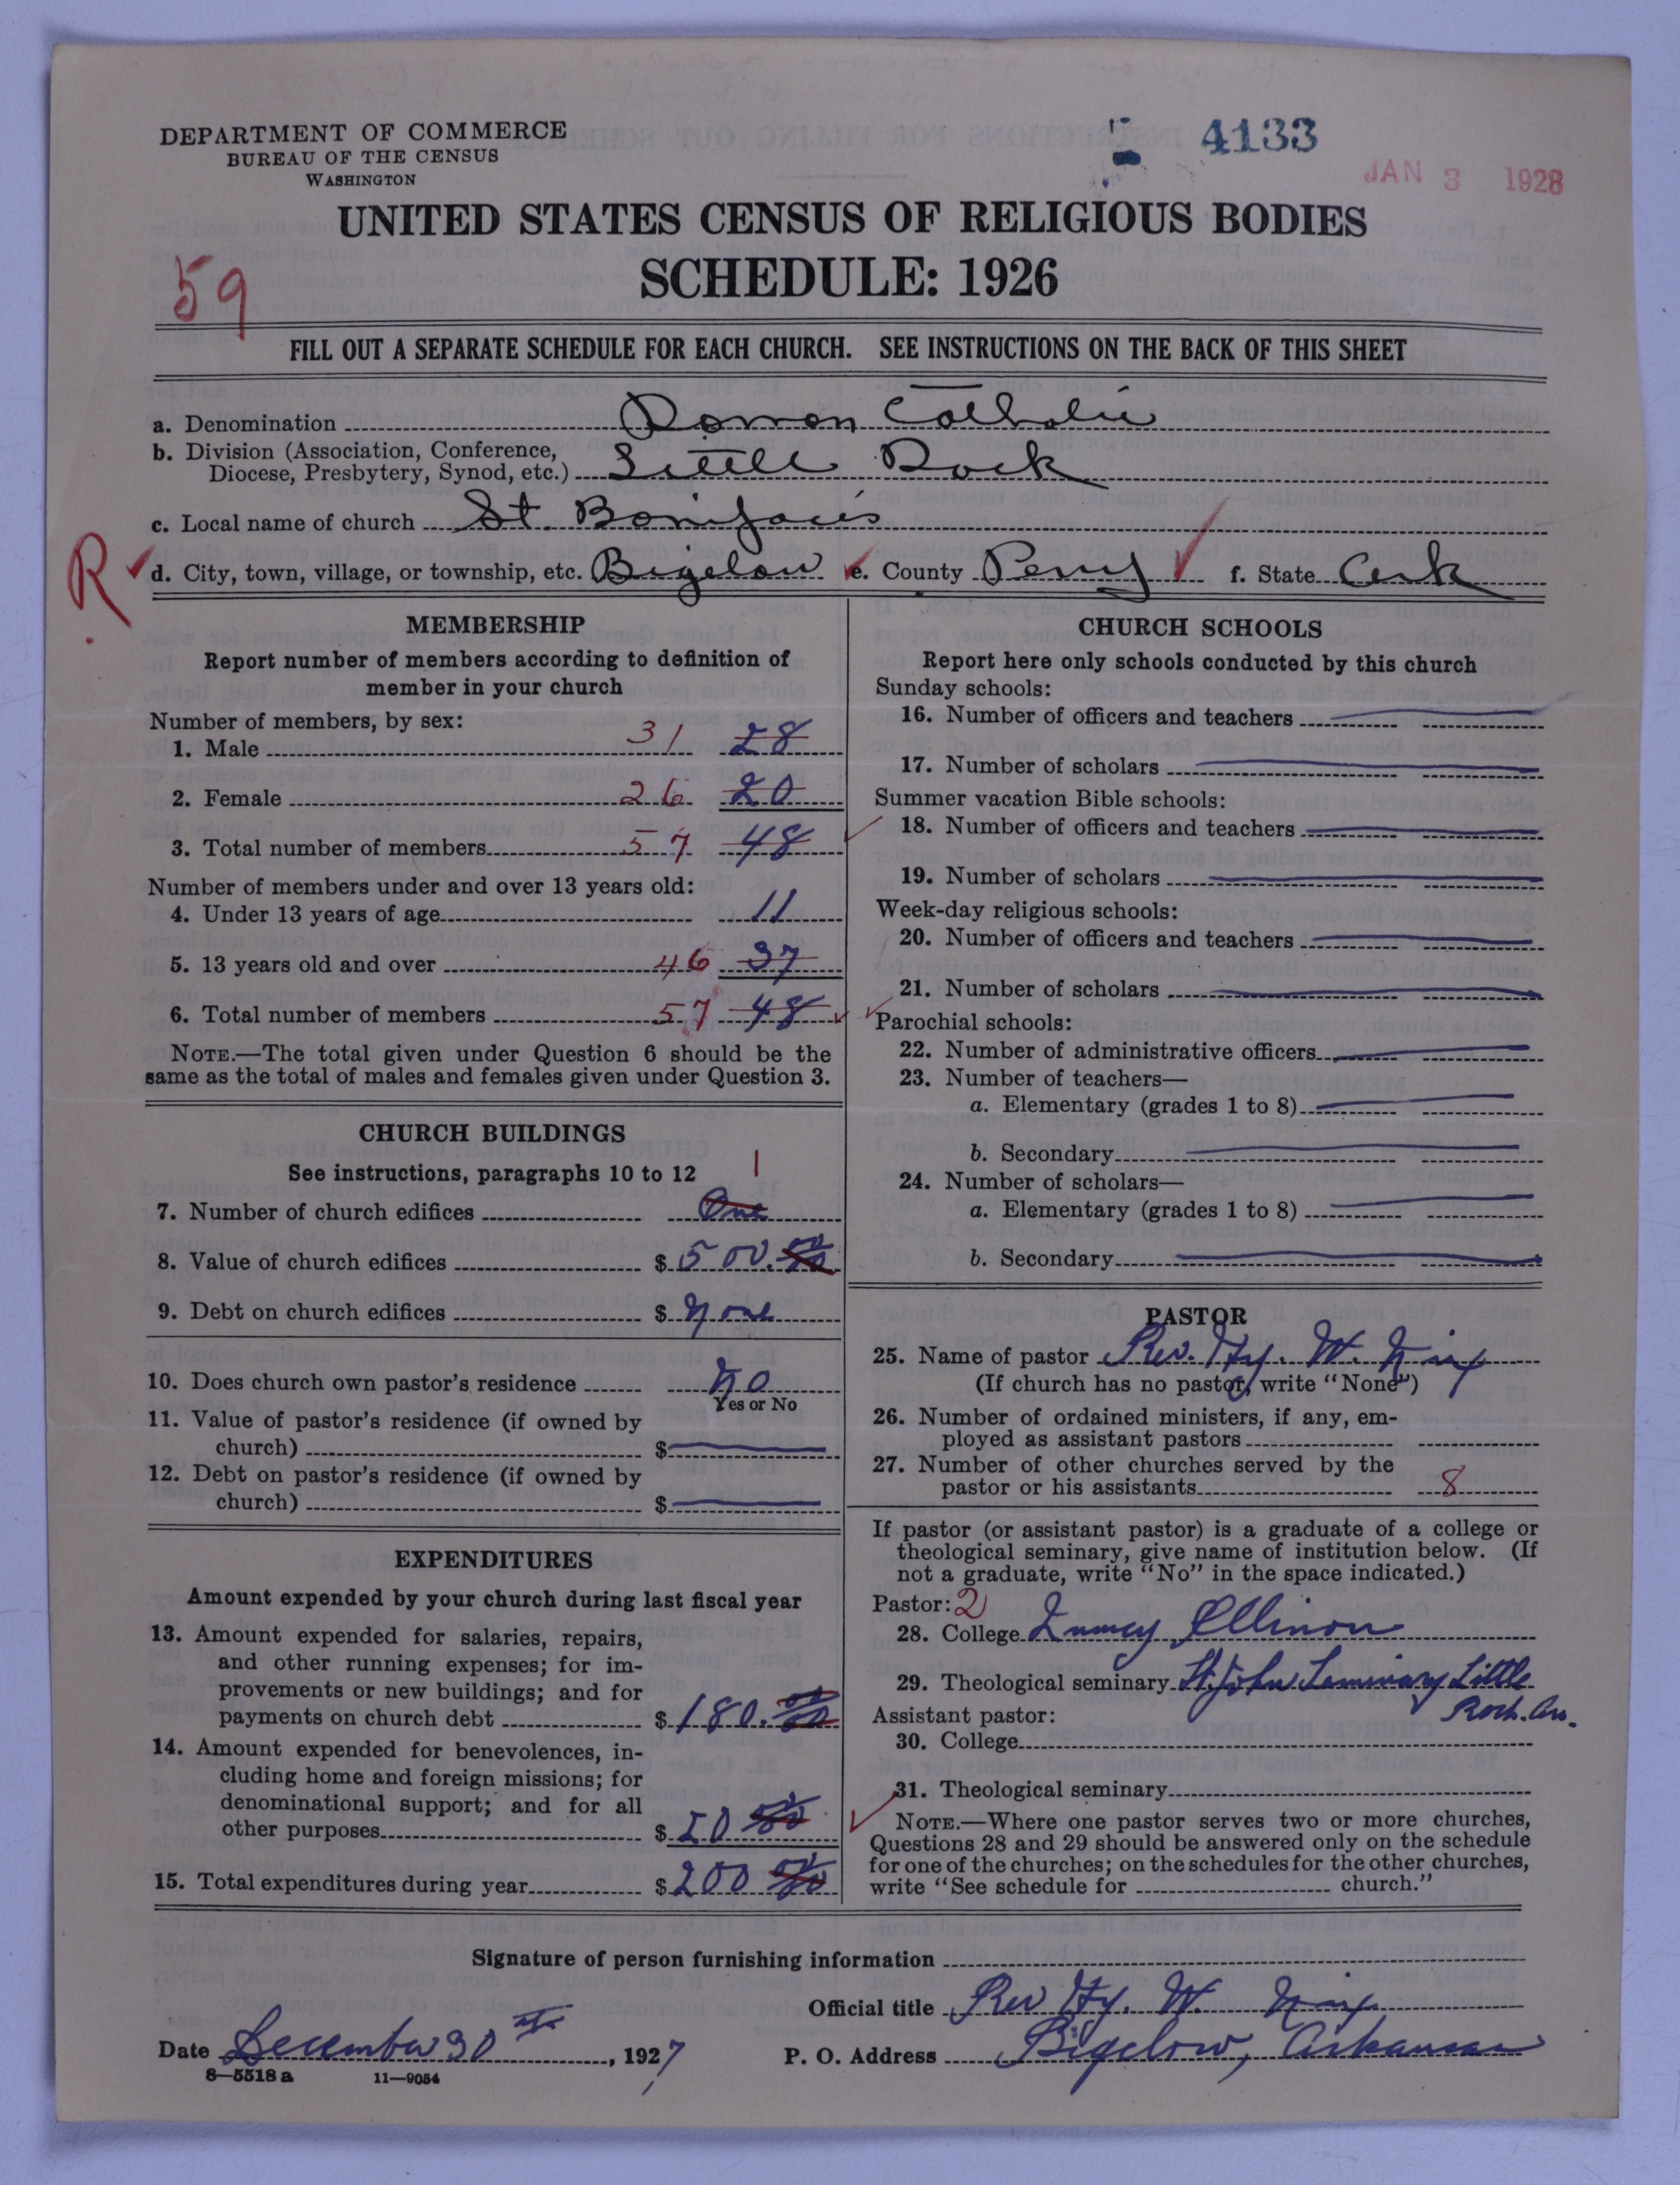 DEPARTMENT OF COMMERCE
BUREAU OF THE CENSUS
WASHINGTON
4133
JAN 3 1928
UNITED STATES CENSUS OF RELIGIOUS BODIES
SCHEDULE: 1926
59
FILL OUT A SEPARATE SCHEDULE FOR EACH CHURCH. SEE INSTRUCTIONS ON THE BACK OF THIS SHEET
a. Denomination Roman Catholic
b. Division (Association, Conference,
Diocese, Presbytery, Synod, etc.) Little Rock
c. Local name of church St. Boniface's
R
d. City, town, village, or township, etc. Bigelow e. County Perry f. State Ark
MEMBERSHIP
Report number of members according to definition of
member in your church
Number of members, by sex:
1. Male 31 28
2. Female 26 20
3. Total number of members 57 48
Number of members under and over 13 years old:
4. Under 13 years of age 11
5. 13 years old and over 46 37
6. Total number of members 57 48
NOTE.—The total given under Question 6 should be the
same as the total of males and females given under Question 3.
CHURCH BUILDINGS
See instructions, paragraphs 10 to 12
1
7. Number of church edifices One
8. Value of church edifices $ 500.00
9. Debt on church edifices $ None
10. Does church own pastor's residence No
Yes or No
11. Value of pastor's residence (if owned by
church) $
12. Debt on pastor's residence (if owned by
church) $
EXPENDITURES
Amount expended by your church during last fiscal year
13. Amount expended for salaries, repairs,
and other running expenses; for im-
provements or new buildings; and for
payments on church debt $ 180.
14. Amount expended for benevolences, in-
cluding home and foreign missions; for
denominational support; and for all
other purposes $ 20
15. Total expenditures during year $ 200
CHURCH SCHOOLS
Report here only schools conducted by this church
Sunday schools:
16. Number of officers and teachers
17. Number of scholars
Summer vacation Bible schools:
18. Number of officers and teachers
19. Number of scholars
Week-day religious schools:
20. Number of officers and teachers
21. Number of scholars
Parochial schools:
22. Number of administrative officers
23. Number of teachers—
a. Elementary (grades 1 to 8)
b. Secondary
24. Number of scholars—
a. Elementary (grades 1 to 8)
b. Secondary
PASTOR
25. Name of pastor Rev. Hy. W.
(If church has no pastor, write "None")
26. Number of ordained ministers, if any, em-
ployed as assistant pastors
27. Number of other churches served by the
pastor or his assistants 8
If pastor (or assistant pastor) is a graduate of a college or
theological seminary, give name of institution below. (If
not a graduate, write "No" in the space indicated.)
Pastor: 2
28. College Quincy Illinois
29. Theological seminary St. John Seminary Little
Rock. Ar.
Assistant pastor:
30. College
31. Theological seminary
NOTE.—Where one pastor serves two or more churches,
Questions 28 and 29 should be answered only on the schedule
for one of the churches; on the schedules for the other churches,
write "See schedule for church."
Signature of person furnishing information
Official title Rev Hy. W.
Date December 30th, 1927
P. O. Address Bigelow, Arkansas
8—5518 a 11—9054